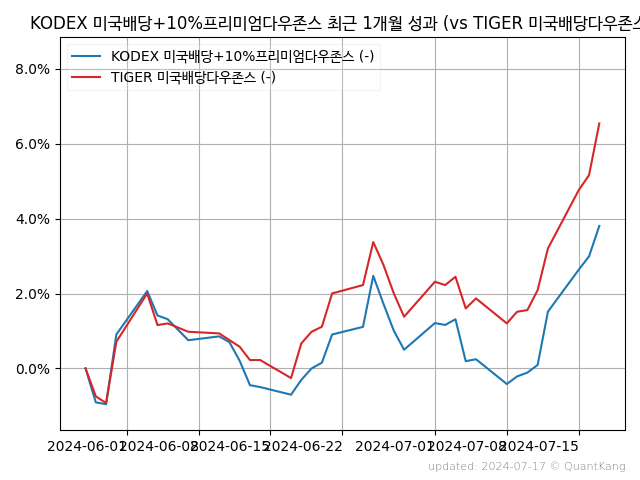 KODEX 미국배당+10%프리미엄다우존스 최근 1개월 성과 (vs TIGER 미국배당다우존스
KODEX 미국배당+10%프리미엄다우존스 (-)
TIGER 미국배당다우존스 (-)
8.0%
6.0%
4.0%
2.0%
0.0%
2024-06-01 2024-06-08 2024-06-15 2024-06-22 2024-07-01 2024-07-08 2024-07-15
updated: 2024-07-17 © QuantKang